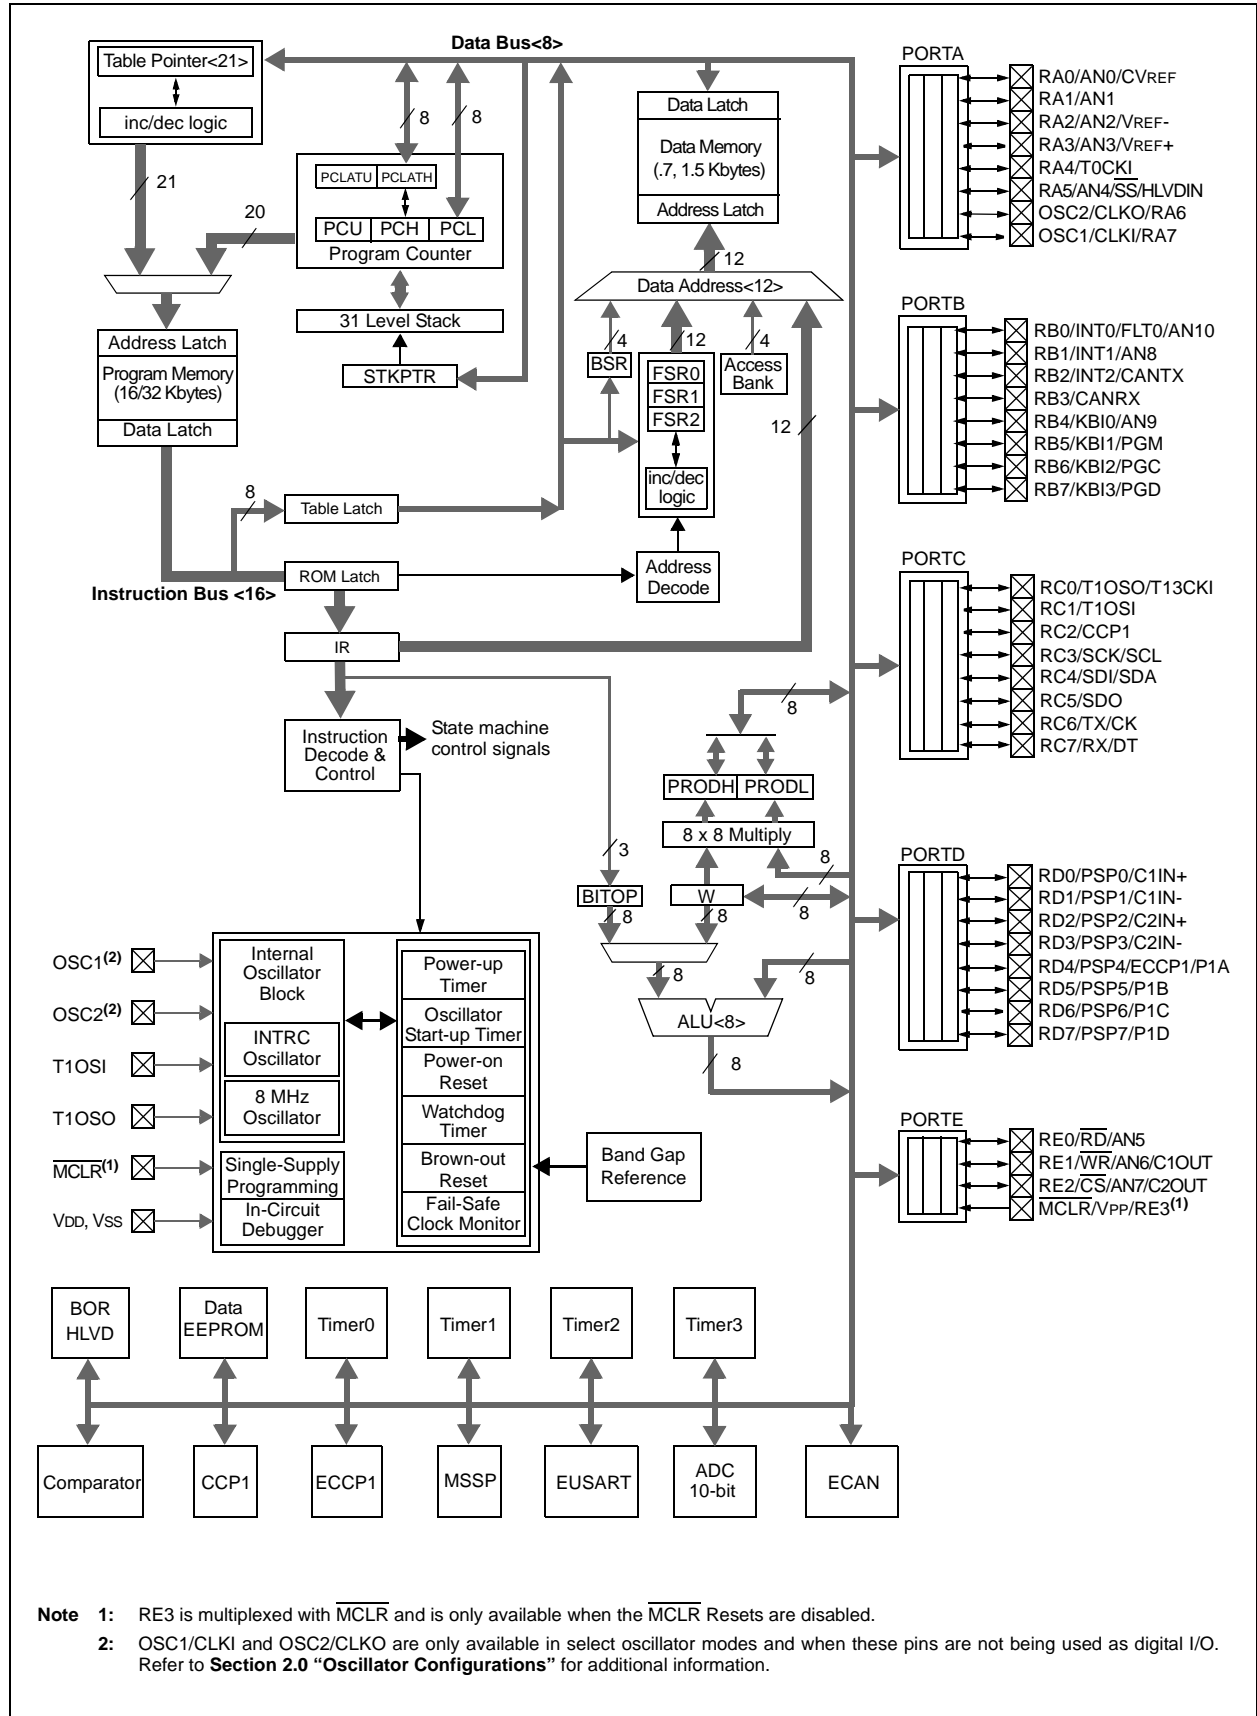 Data Bus<8>
Table Pointer<21>
inc/dec logic
21
20
8
8
PCLATU PCLATH
PCU PCH PCL
Program Counter
31 Level Stack
STKPTR
Address Latch
Program Memory
(16/32 Kbytes)
Data Latch
8
Table Latch
ROM Latch
Instruction Bus <16>
IR
Data Latch
Data Memory
(.7, 1.5 Kbytes)
Address Latch
12
Data Address<12>
4
12
4
BSR
FSR0
FSR1
FSR2
Access
Bank
inc/dec
logic
12
Address
Decode
Instruction
Decode &
Control
State machine
control signals
8
PRODH PRODL
8 x 8 Multiply
3
8
BITOP
W
8
8
8
8
8
ALU<8>
8
OSC1(2)
OSC2(2)
T1OSI
T1OSO
MCLR(1)
VDD, VSS
Internal
Oscillator
Block
INTRC
Oscillator
8 MHz
Oscillator
Single-Supply
Programming
In-Circuit
Debugger
Power-up
Timer
Oscillator
Start-up Timer
Power-on
Reset
Watchdog
Timer
Brown-out
Reset
Fail-Safe
Clock Monitor
Band Gap
Reference
PORTA
RA0/AN0/CVREF
RA1/AN1
RA2/AN2/VREF-
RA3/AN3/VREF+
RA4/T0CKI
RA5/AN4/SS/HLVDIN
OSC2/CLKO/RA6
OSC1/CLKI/RA7
PORTB
RB0/INT0/FLT0/AN10
RB1/INT1/AN8
RB2/INT2/CANTX
RB3/CANRX
RB4/KBI0/AN9
RB5/KBI1/PGM
RB6/KBI2/PGC
RB7/KBI3/PGD
PORTC
RC0/T1OSO/T13CKI
RC1/T1OSI
RC2/CCP1
RC3/SCK/SCL
RC4/SDI/SDA
RC5/SDO
RC6/TX/CK
RC7/RX/DT
PORTD
RD0/PSP0/C1IN+
RD1/PSP1/C1IN-
RD2/PSP2/C2IN+
RD3/PSP3/C2IN-
RD4/PSP4/ECCP1/P1A
RD5/PSP5/P1B
RD6/PSP6/P1C
RD7/PSP7/P1D
PORTE
RE0/RD/AN5
RE1/WR/AN6/C1OUT
RE2/CS/AN7/C2OUT
MCLR/VPP/RE3(1)
BOR
HLVD
Data
EEPROM
Timer0
Timer1
Timer2
Timer3
Comparator
CCP1
ECCP1
MSSP
EUSART
ADC
10-bit
ECAN
Note 1: RE3 is multiplexed with MCLR and is only available when the MCLR Resets are disabled.
2: OSC1/CLKI and OSC2/CLKO are only available in select oscillator modes and when these pins are not being used as digital I/O.
Refer to Section 2.0 “Oscillator Configurations” for additional information.